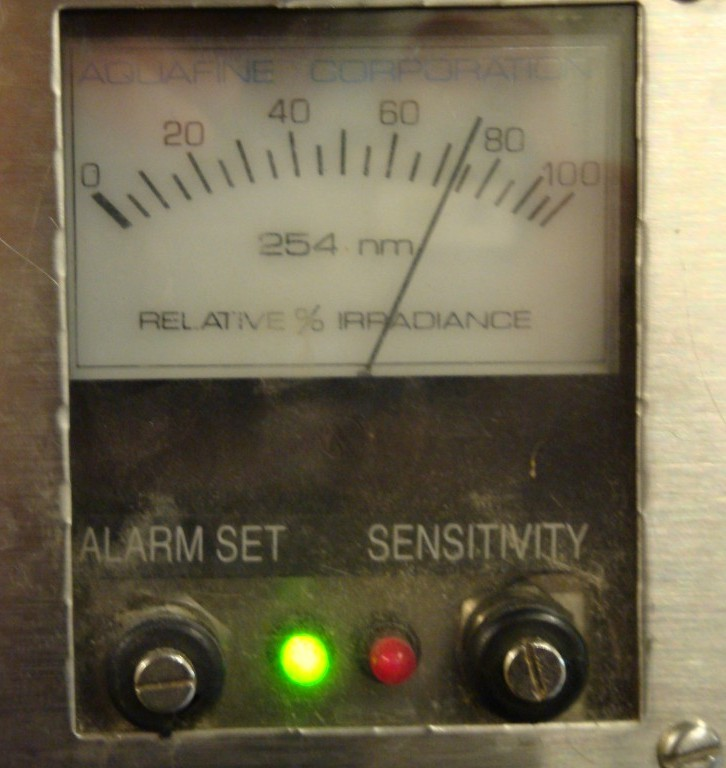 AQUAFINE CORPORATION
0 20 40 60 80 100
254 nm
RELATIVE % IRRADIANCE
ALARM SET SENSITIVITY